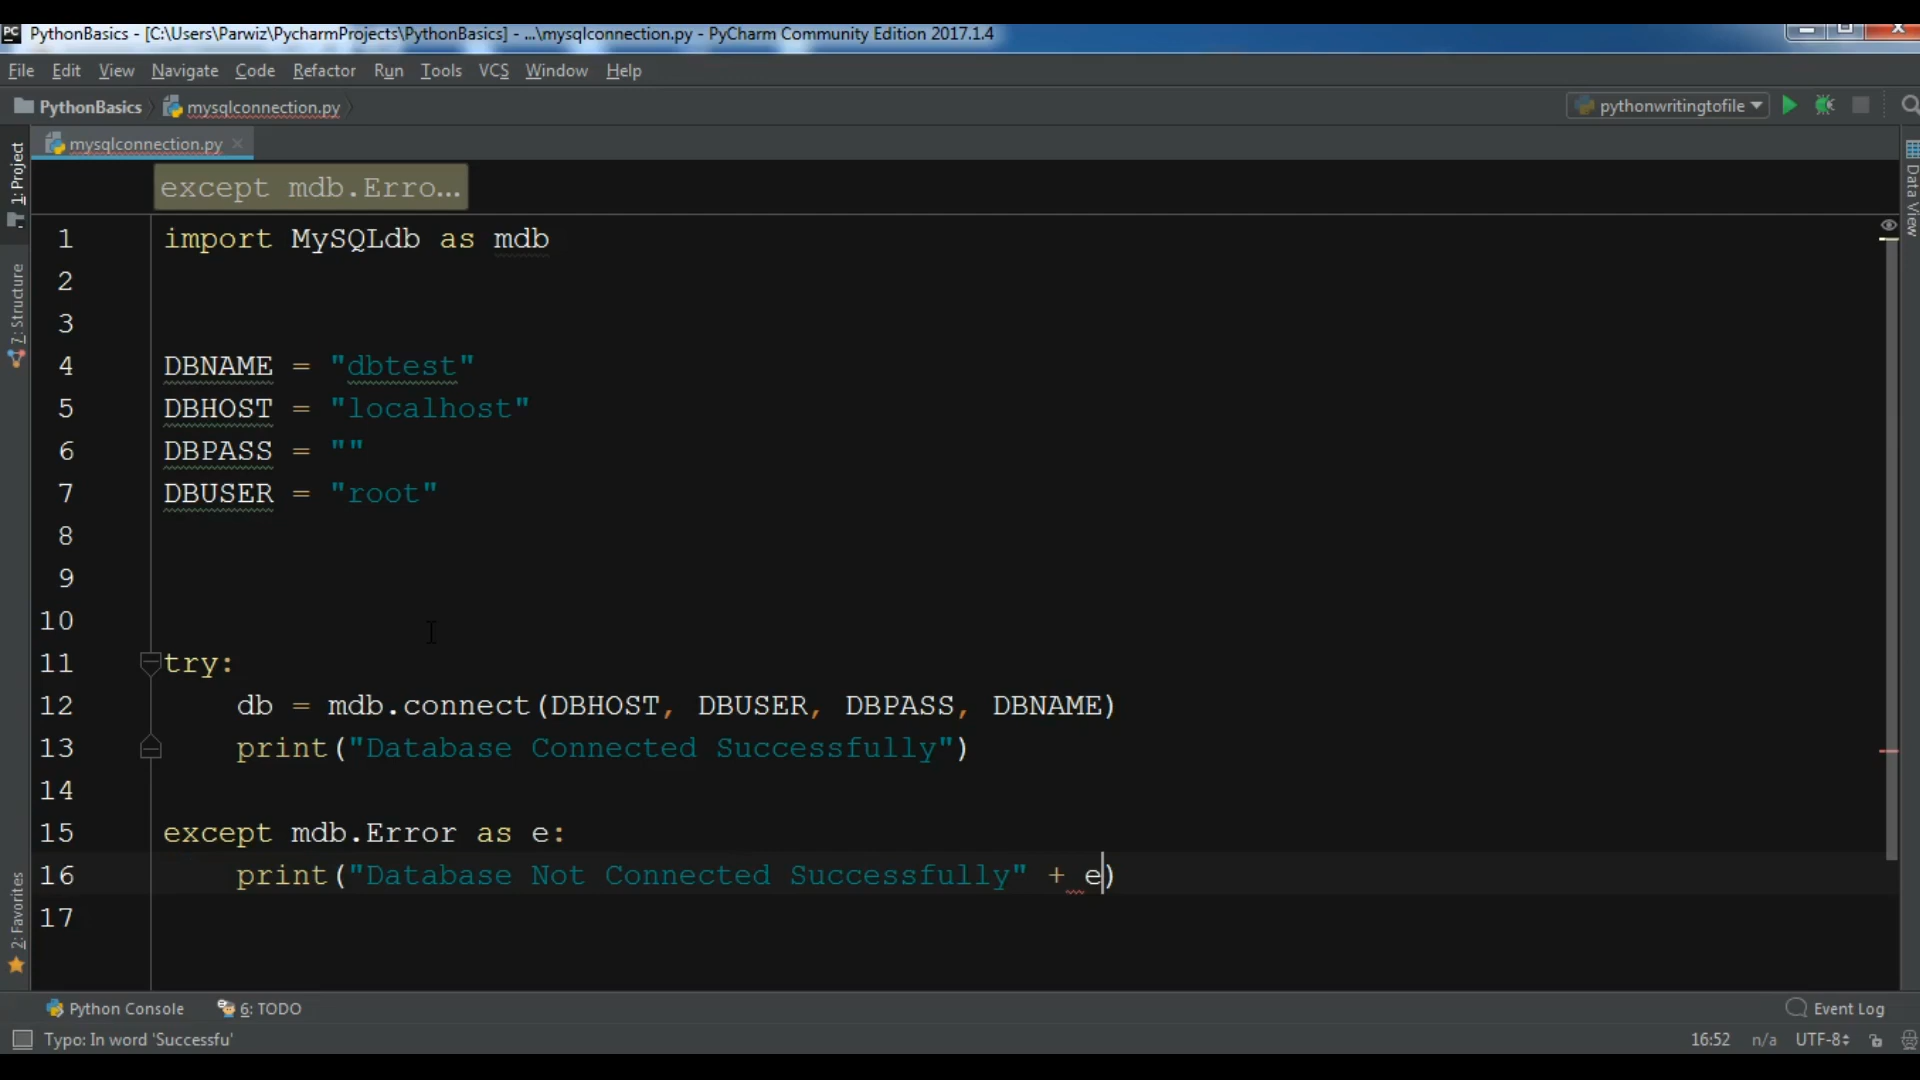 PC PythonBasics - [C:\Users\Parwiz\PycharmProjects\PythonBasics] - ...\mysqlconnection.py - PyCharm Community Edition 2017.1.4
File Edit View Navigate Code Refactor Run Tools VCS Window Help
PythonBasics mysqlconnection.py pythonwritingtofile
mysqlconnection.py
1: Project
7: Structure
2: Favorites
Data View
except mdb.Erro...
1 import MySQLdb as mdb
2
3
4 DBNAME = "dbtest"
5 DBHOST = "localhost"
6 DBPASS = ""
7 DBUSER = "root"
8
9
10
11 try:
12 db = mdb.connect(DBHOST, DBUSER, DBPASS, DBNAME)
13 print("Database Connected Successfully")
14
15 except mdb.Error as e:
16 print("Database Not Connected Successfully" + e)
17
Python Console 6: TODO Event Log
Typo: In word 'Successfu' 16:52 n/a UTF-8